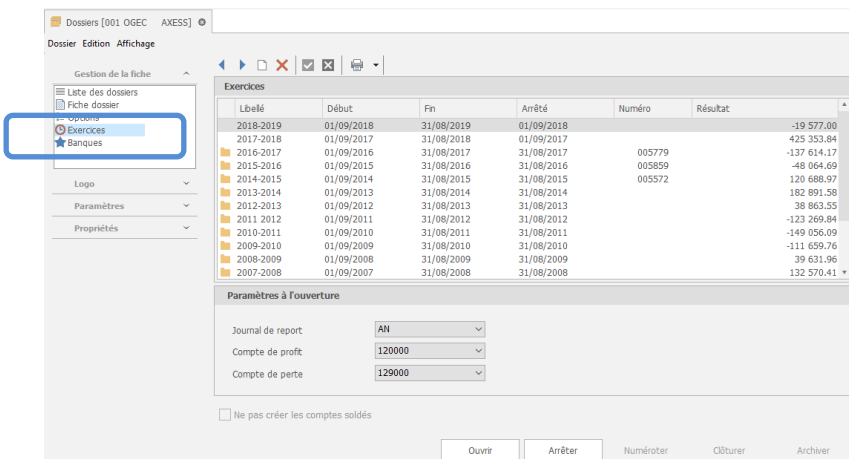 Dossiers [001 OGEC AXESS]
Dossier Edition Affichage
Gestion de la fiche
Liste des dossiers
Fiche dossier
Options
Exercices
Banques
Logo
Paramètres
Propriétés
Exercices
Libellé Début Fin Arrêté Numéro Résultat
2018-2019 01/09/2018 31/08/2019 01/09/2018 -19 577.00
2017-2018 01/09/2017 31/08/2018 01/09/2017 425 353.84
2016-2017 01/09/2016 31/08/2017 31/08/2017 005779 -137 614.17
2015-2016 01/09/2015 31/08/2016 31/08/2016 005859 -48 064.69
2014-2015 01/09/2014 31/08/2015 31/08/2015 005572 120 688.97
2013-2014 01/09/2013 31/08/2014 31/08/2014 182 891.58
2012-2013 01/09/2012 31/08/2013 31/08/2013 38 863.55
2011 2012 01/09/2011 31/08/2012 31/08/2012 -123 269.84
2010-2011 01/09/2010 31/08/2011 31/08/2011 -149 056.09
2009-2010 01/09/2009 31/08/2010 31/08/2010 -111 659.76
2008-2009 01/09/2008 31/08/2009 31/08/2009 39 631.96
2007-2008 01/09/2007 31/08/2008 31/08/2008 132 570.41
Paramètres à l'ouverture
Journal de report AN
Compte de profit 120000
Compte de perte 129000
Ne pas créer les comptes soldés
Ouvrir Arrêter Numéroter Clôturer Archiver